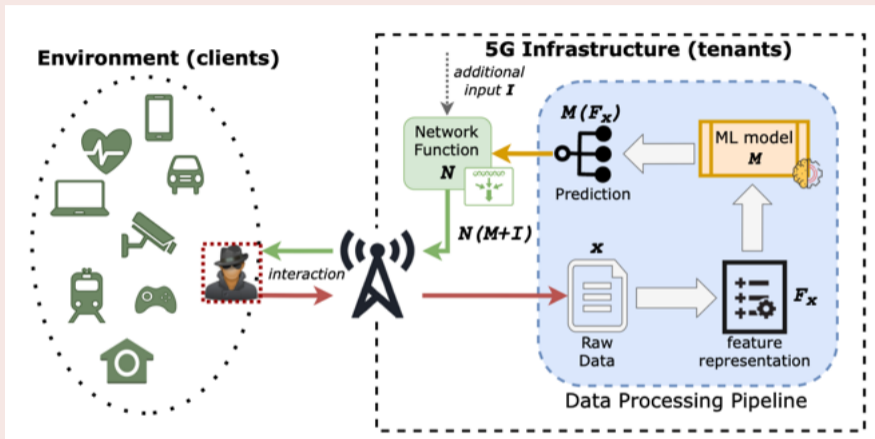 Environment (clients)
5G Infrastructure (tenants)
additional
input I
Network
Function
N
M(Fx)
Prediction
ML model
M
N(M+I)
interaction
x
Raw
Data
Fx
feature
representation
Data Processing Pipeline